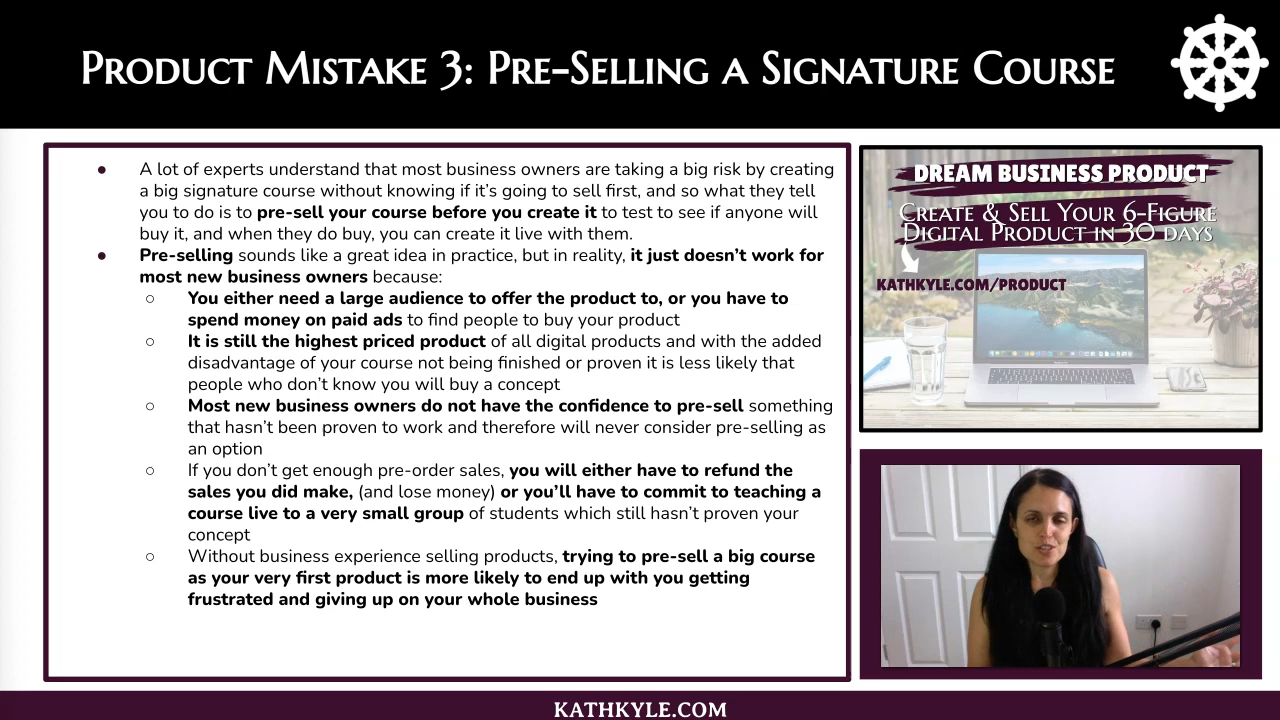 Product Mistake 3: Pre-Selling a Signature Course
● A lot of experts understand that most business owners are taking a big risk by creating
a big signature course without knowing if it’s going to sell first, and so what they tell
you to do is to pre-sell your course before you create it to test to see if anyone will
buy it, and when they do buy, you can create it live with them.
● Pre-selling sounds like a great idea in practice, but in reality, it just doesn’t work for
most new business owners because:
○ You either need a large audience to offer the product to, or you have to
spend money on paid ads to find people to buy your product
○ It is still the highest priced product of all digital products and with the added
disadvantage of your course not being finished or proven it is less likely that
people who don’t know you will buy a concept
○ Most new business owners do not have the confidence to pre-sell something
that hasn’t been proven to work and therefore will never consider pre-selling as
an option
○ If you don’t get enough pre-order sales, you will either have to refund the
sales you did make, (and lose money) or you’ll have to commit to teaching a
course live to a very small group of students which still hasn’t proven your
concept
○ Without business experience selling products, trying to pre-sell a big course
as your very first product is more likely to end up with you getting
frustrated and giving up on your whole business
DREAM BUSINESS PRODUCT
Create & Sell Your 6-Figure
Digital Product in 30 days
KATHKYLE.COM/PRODUCT
KATHKYLE.COM